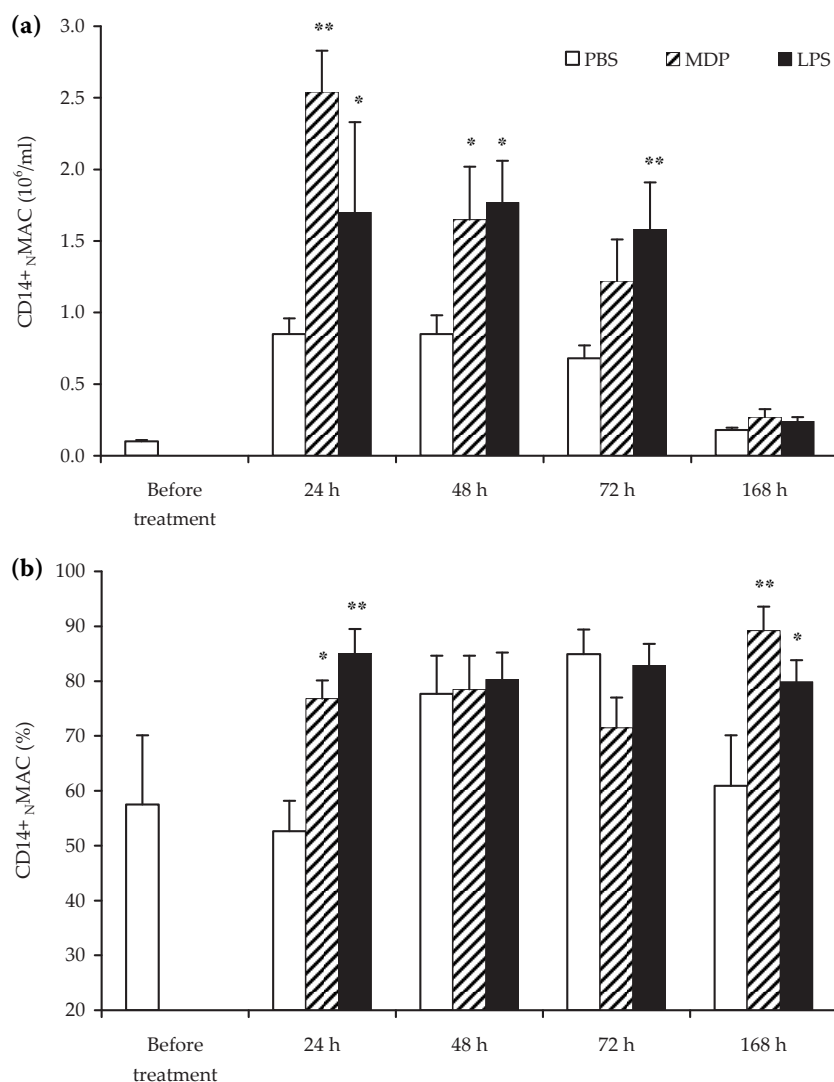 (a)
3.0
2.5
2.0
1.5
1.0
0.5
0.0
CD14+ NMAC (10⁶/ml)
PBS MDP LPS
** * * * **
Before treatment 24 h 48 h 72 h 168 h
(b)
100
90
80
70
60
50
40
30
20
CD14+ NMAC (%)
* ** ** *
Before treatment 24 h 48 h 72 h 168 h